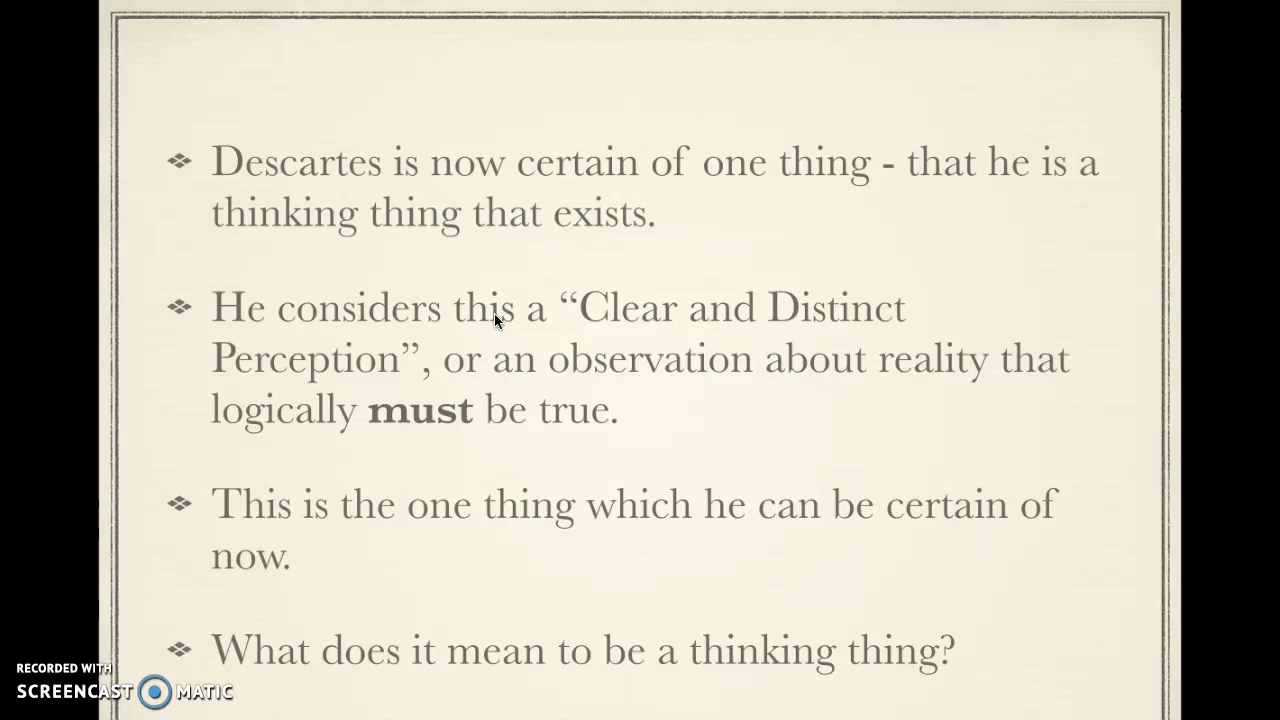 Descartes is now certain of one thing - that he is a
thinking thing that exists.
He considers this a “Clear and Distinct
Perception”, or an observation about reality that
logically must be true.
This is the one thing which he can be certain of
now.
What does it mean to be a thinking thing?
RECORDED WITH
SCREENCAST MATIC